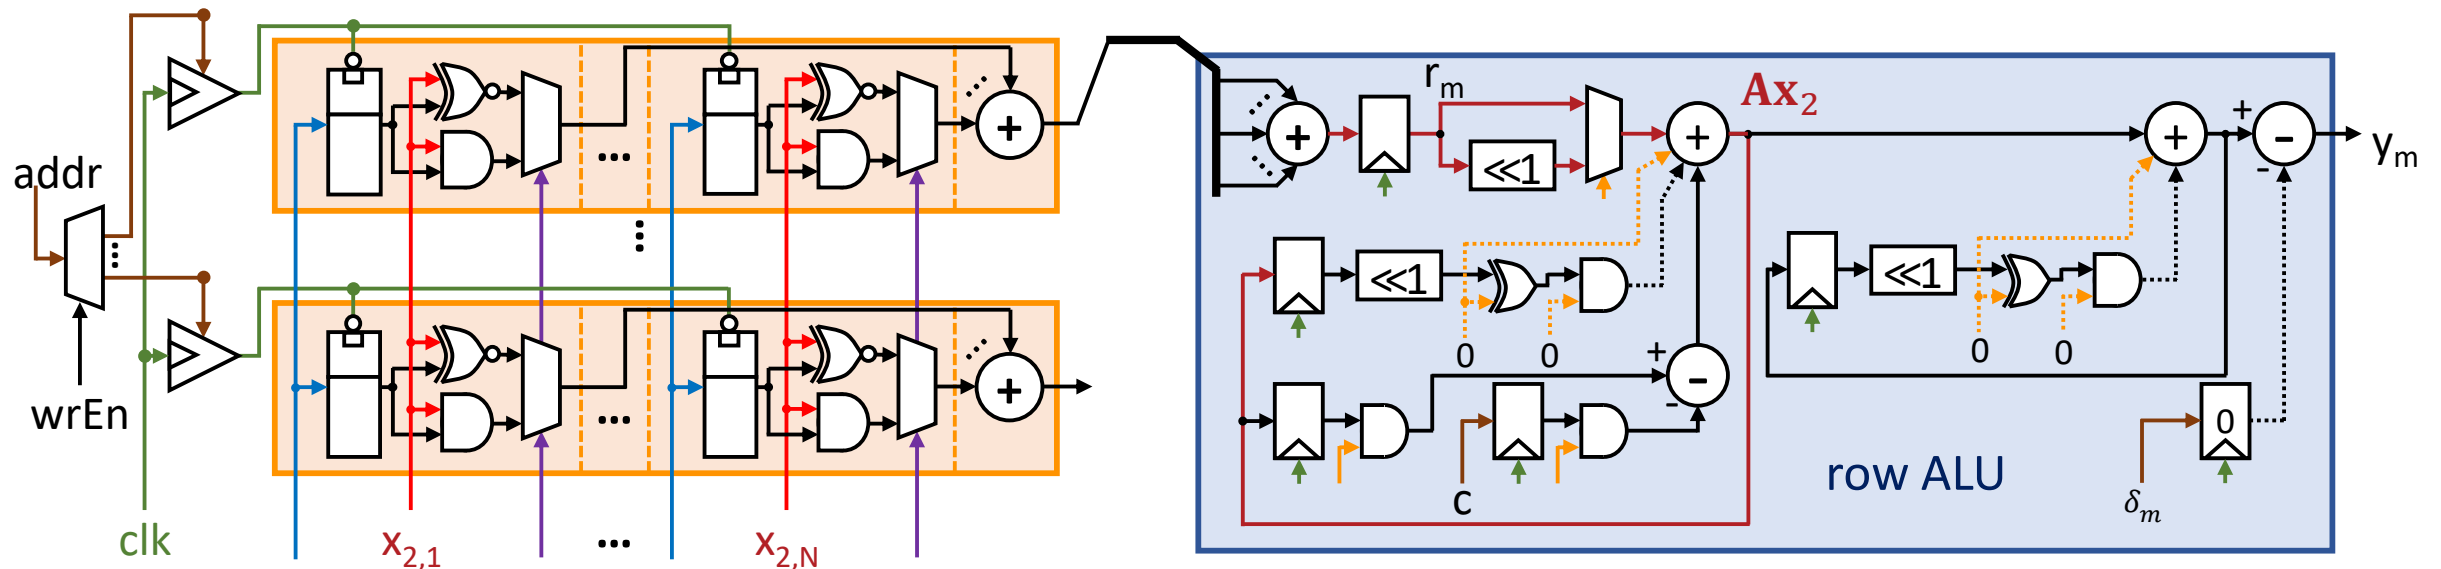 addr
wrEn
clk
x2,1
...
x2,N
+
+
+
rm
<<1
+
Ax2
+
+
-
-
ym
<<1
0
0
<<1
0
0
+
-
-
c
0
δm
row ALU